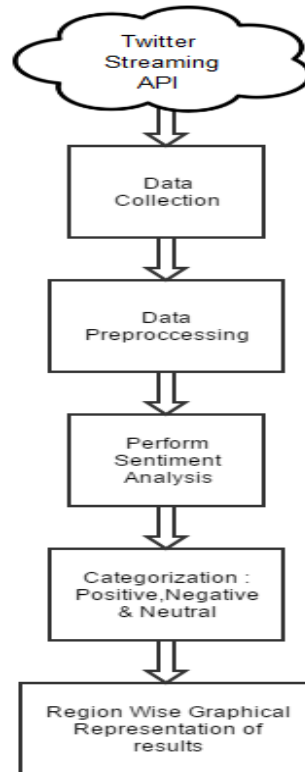 Twitter
Streaming
API
Data
Collection
Data
Preproccessing
Perform
Sentiment
Analysis
Categorization :
Positive,Negative
& Neutral
Region Wise Graphical
Representation of
results